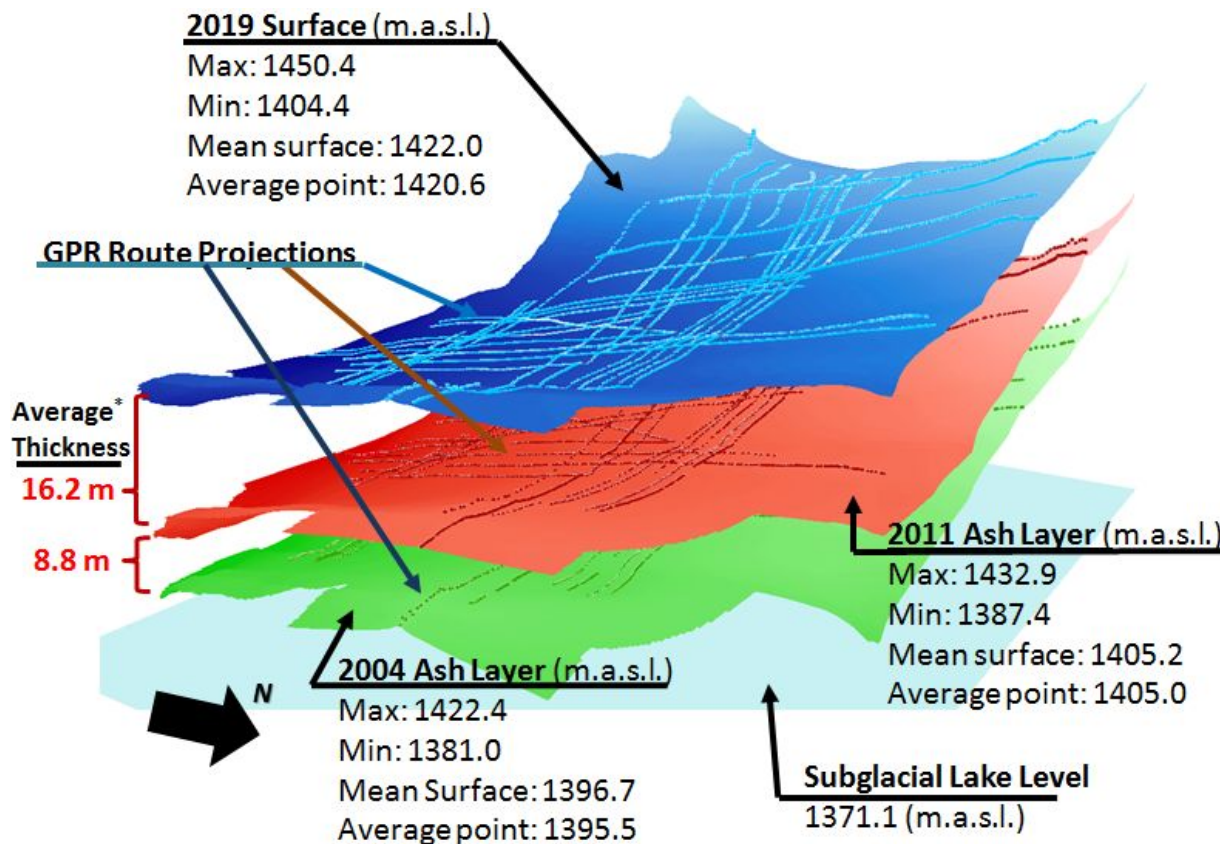 2019 Surface (m.a.s.l.)
Max: 1450.4
Min: 1404.4
Mean surface: 1422.0
Average point: 1420.6
GPR Route Projections
Average*
Thickness
16.2 m
8.8 m
2011 Ash Layer (m.a.s.l.)
Max: 1432.9
Min: 1387.4
Mean surface: 1405.2
Average point: 1405.0
N
2004 Ash Layer (m.a.s.l.)
Max: 1422.4
Min: 1381.0
Mean Surface: 1396.7
Average point: 1395.5
Subglacial Lake Level
1371.1 (m.a.s.l.)